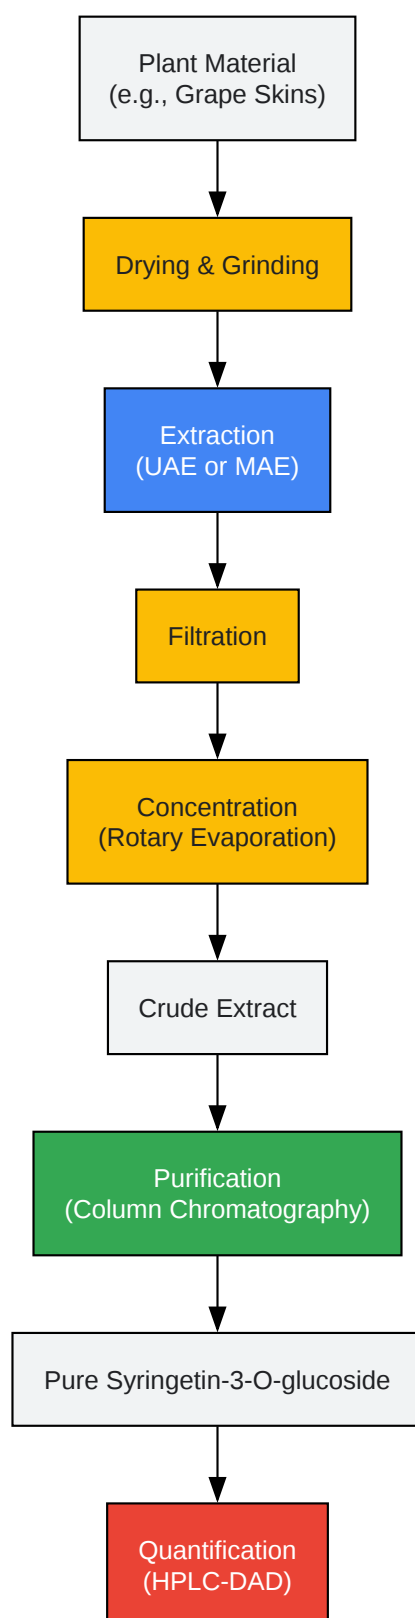 Plant Material
(e.g., Grape Skins)
Drying & Grinding
Extraction
(UAE or MAE)
Filtration
Concentration
(Rotary Evaporation)
Crude Extract
Purification
(Column Chromatography)
Pure Syringetin-3-O-glucoside
Quantification
(HPLC-DAD)